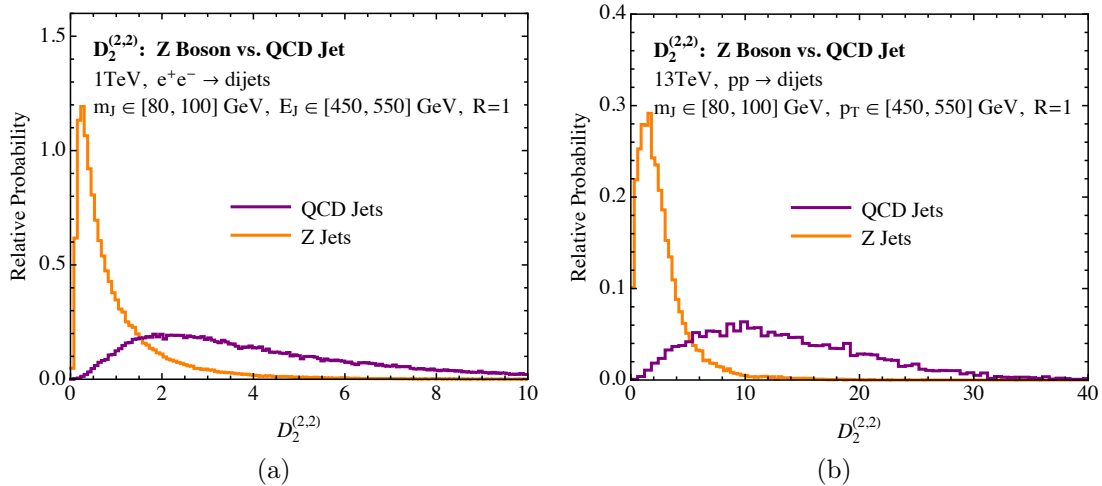 D₂⁽²,²⁾: Z Boson vs. QCD Jet
1TeV, e⁺e⁻ → dijets
m_J ∈ [80, 100] GeV, E_J ∈ [450, 550] GeV, R=1
QCD Jets
Z Jets
Relative Probability
0.0
0.5
1.0
1.5
0
2
4
6
8
10
D₂⁽²,²⁾
(a)
D₂⁽²,²⁾: Z Boson vs. QCD Jet
13TeV, pp → dijets
m_J ∈ [80, 100] GeV, p_T ∈ [450, 550] GeV, R=1
QCD Jets
Z Jets
Relative Probability
0.0
0.1
0.2
0.3
0.4
0
10
20
30
40
D₂⁽²,²⁾
(b)